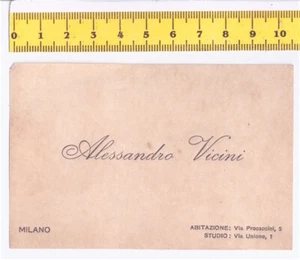 0 1 2 3 4 5 6 7 8 9 10
Alessandro Vicini
MILANO
ABITAZIONE: Via Procaccini, 5
STUDIO: Via Unione, 1